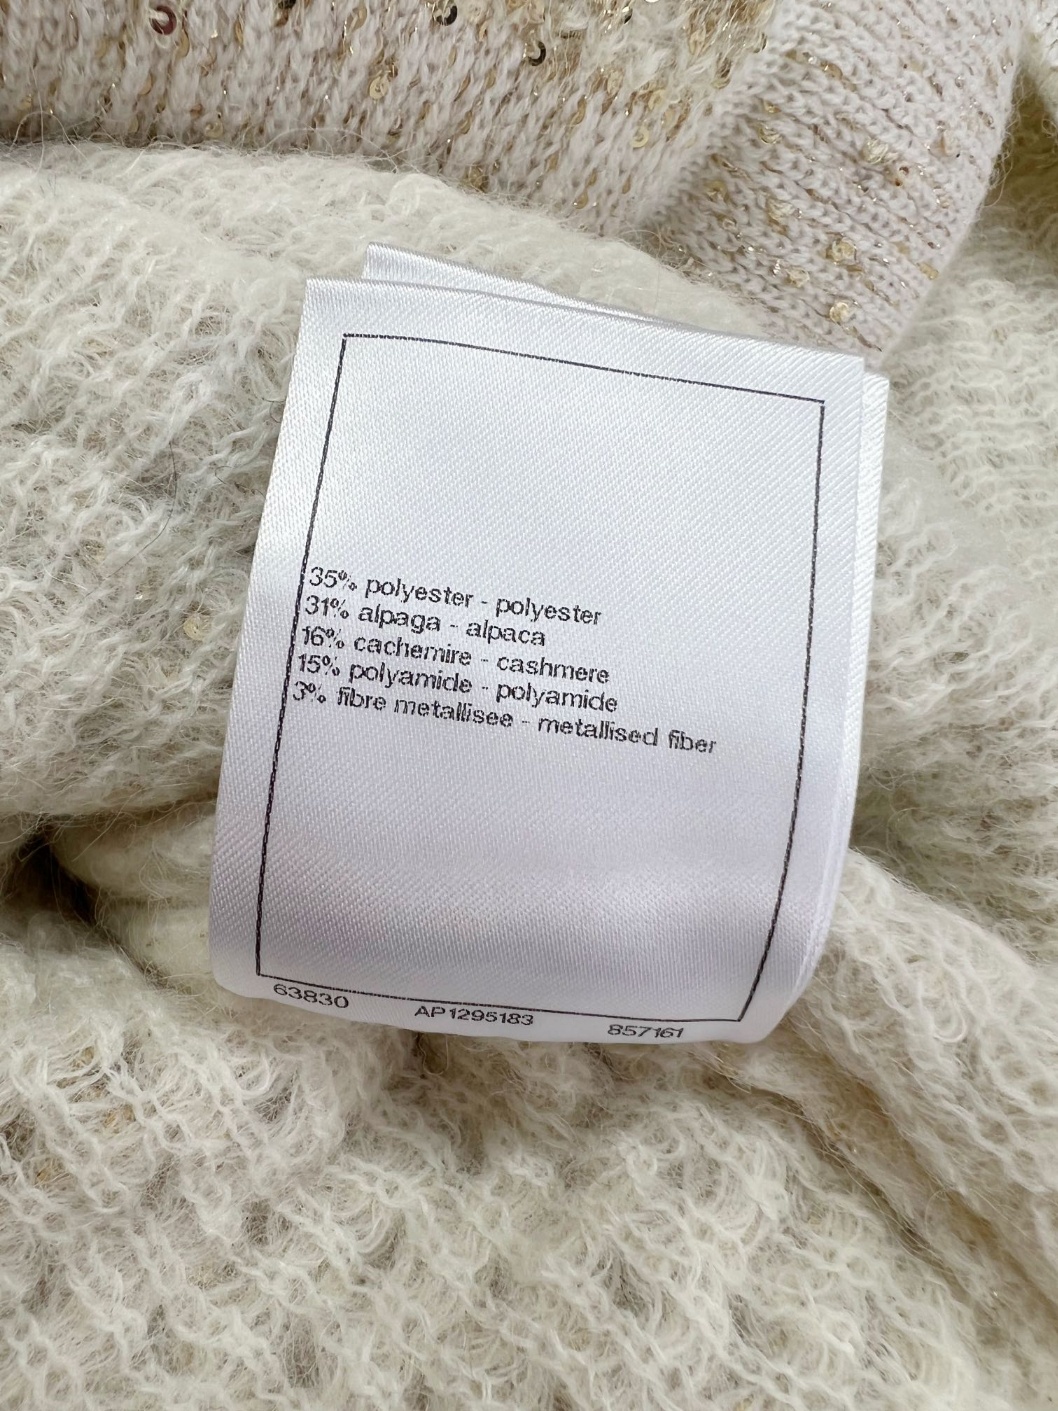 35% polyester - polyester
31% alpaga - alpaca
16% cachemire - cashmere
15% polyamide - polyamide
3% fibre metallisee - metallised fiber
63830 AP1295183 857161